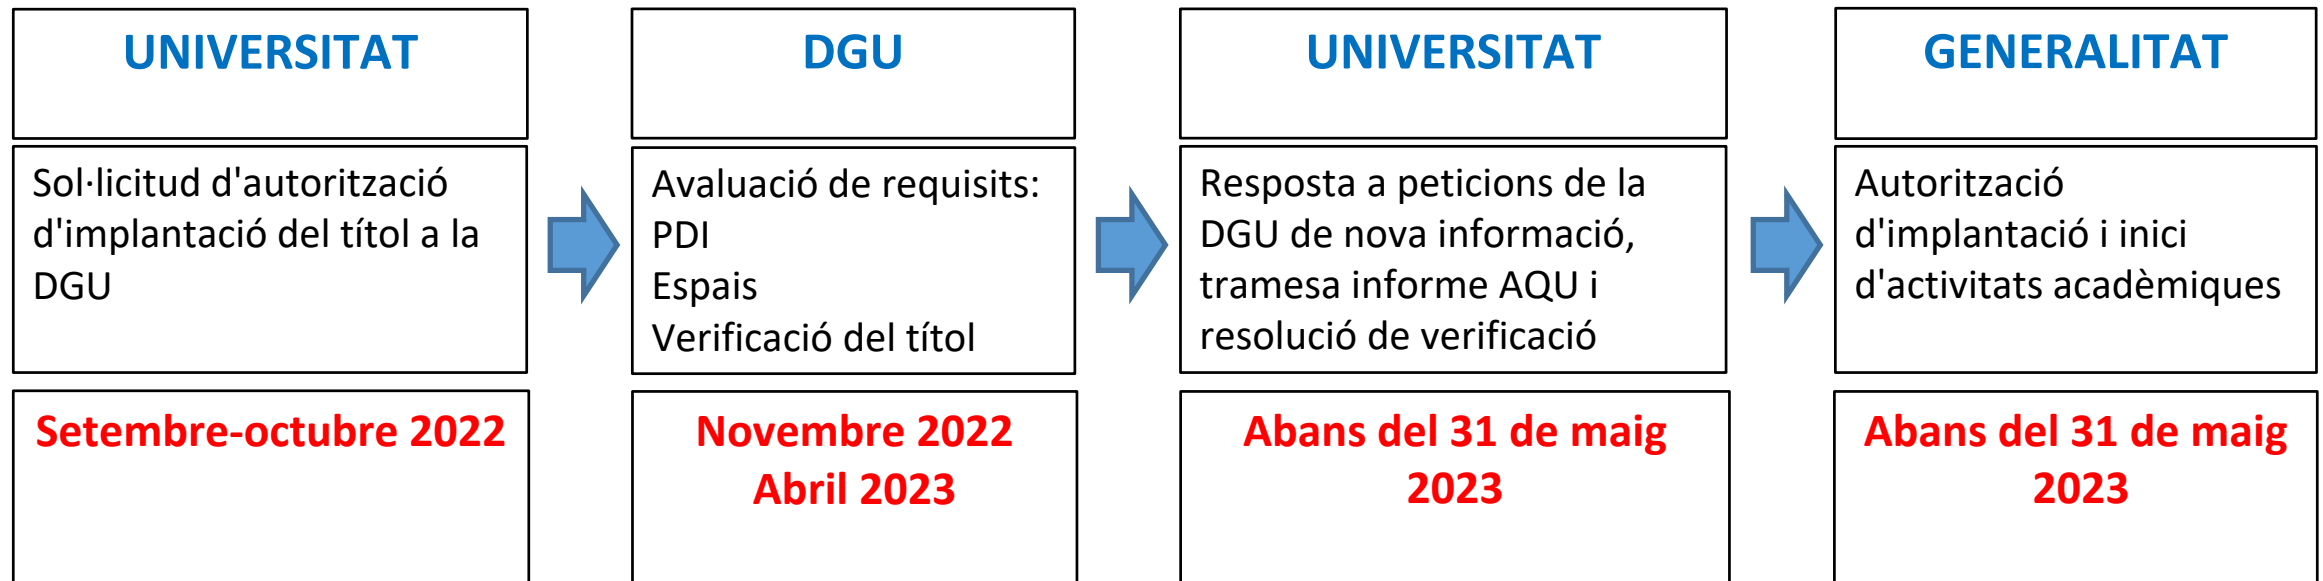 UNIVERSITAT
Sol·licitud d'autorització
d'implantació del títol a la
DGU
Setembre-octubre 2022
DGU
Avaluació de requisits:
PDI
Espais
Verificació del títol
Novembre 2022
Abril 2023
UNIVERSITAT
Resposta a peticions de la
DGU de nova informació,
tramesa informe AQU i
resolució de verificació
Abans del 31 de maig
2023
GENERALITAT
Autorització
d'implantació i inici
d'activitats acadèmiques
Abans del 31 de maig
2023